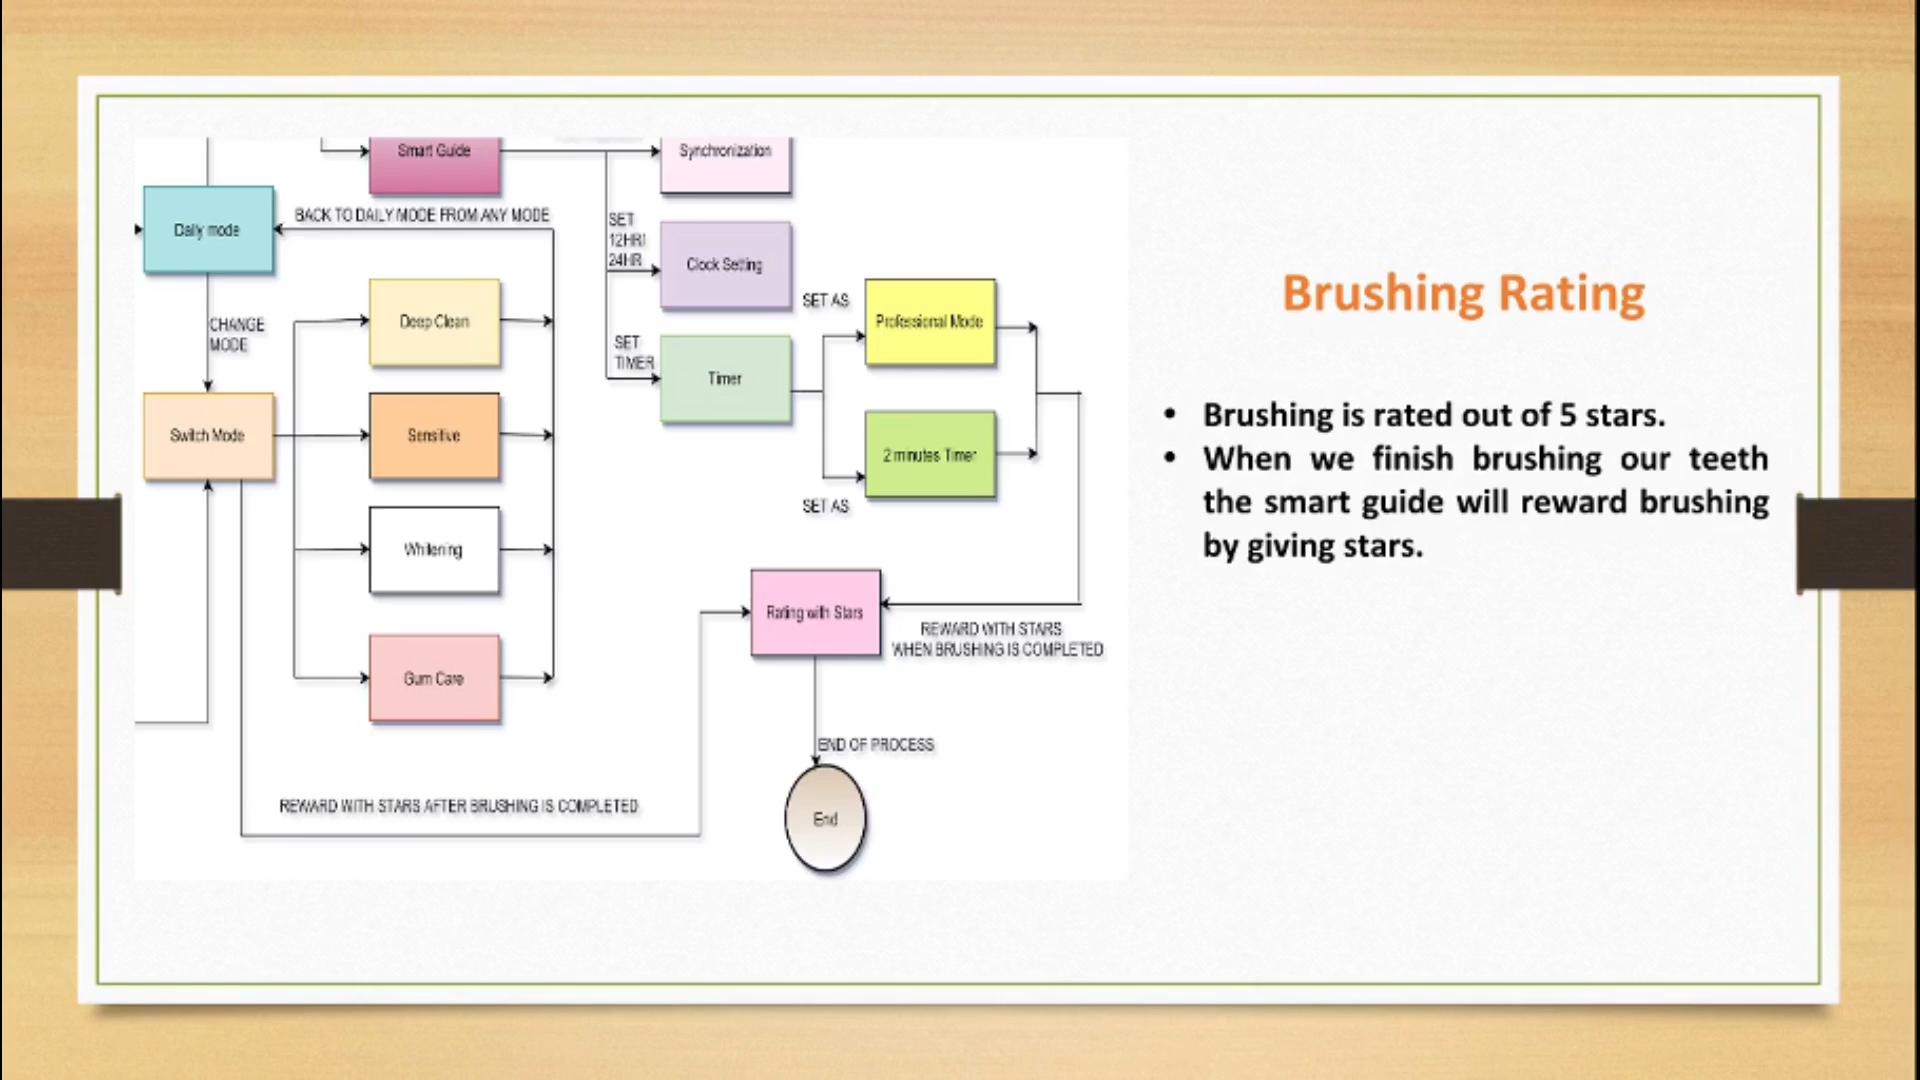 Smart Guide
Synchronization
Daily mode
BACK TO DAILY MODE FROM ANY MODE
SET
12HR/
24HR
Clock Setting
CHANGE
MODE
Deep Clean
SET
TIMER
Timer
SET AS
Professional Mode
Switch Mode
Sensitive
2 minutes Timer
SET AS
Whitening
Gum Care
Rating with Stars
REWARD WITH STARS
WHEN BRUSHING IS COMPLETED
END OF PROCESS
REWARD WITH STARS AFTER BRUSHING IS COMPLETED
End
Brushing Rating
• Brushing is rated out of 5 stars.
• When we finish brushing our teeth
the smart guide will reward brushing
by giving stars.